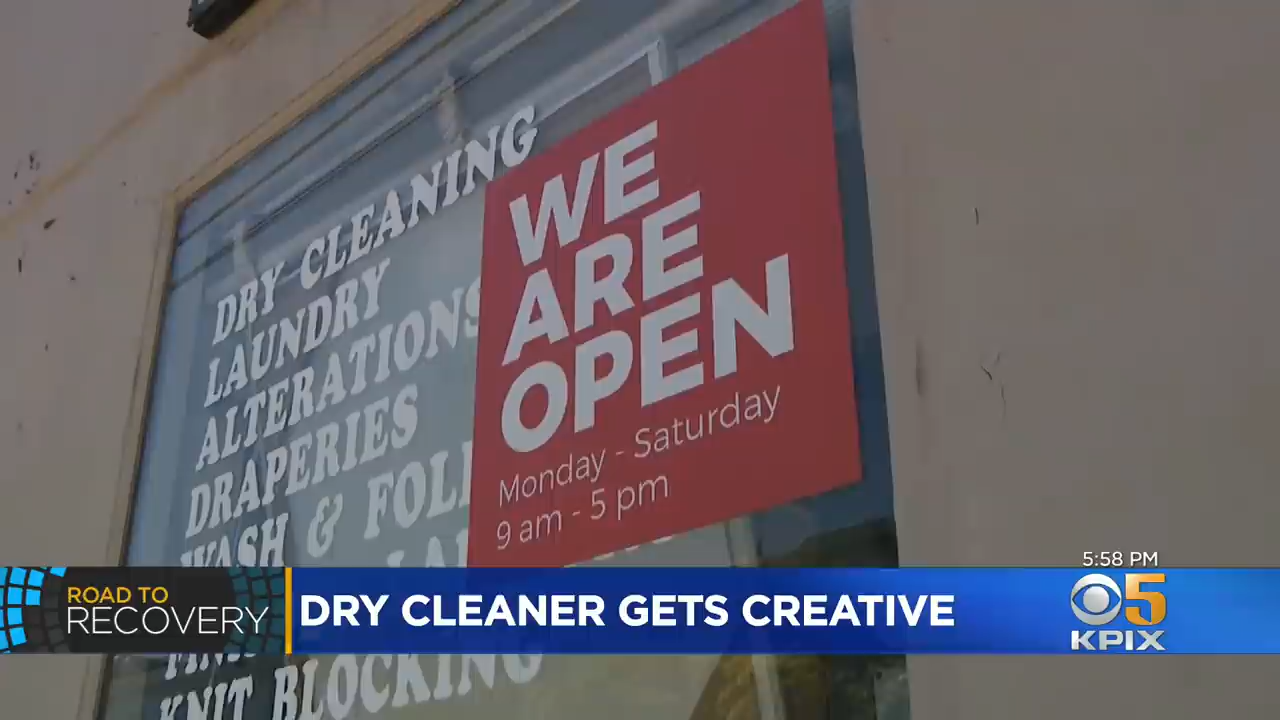 DRY CLEANING
LAUNDRY
ALTERATIONS
DRAPERIES
WASH &
KNIT BLOCKING
WE
ARE
OPEN
Monday - Saturday
9 am - 5 pm
5:58 PM
ROAD TO
RECOVERY
DRY CLEANER GETS CREATIVE
5
KPIX